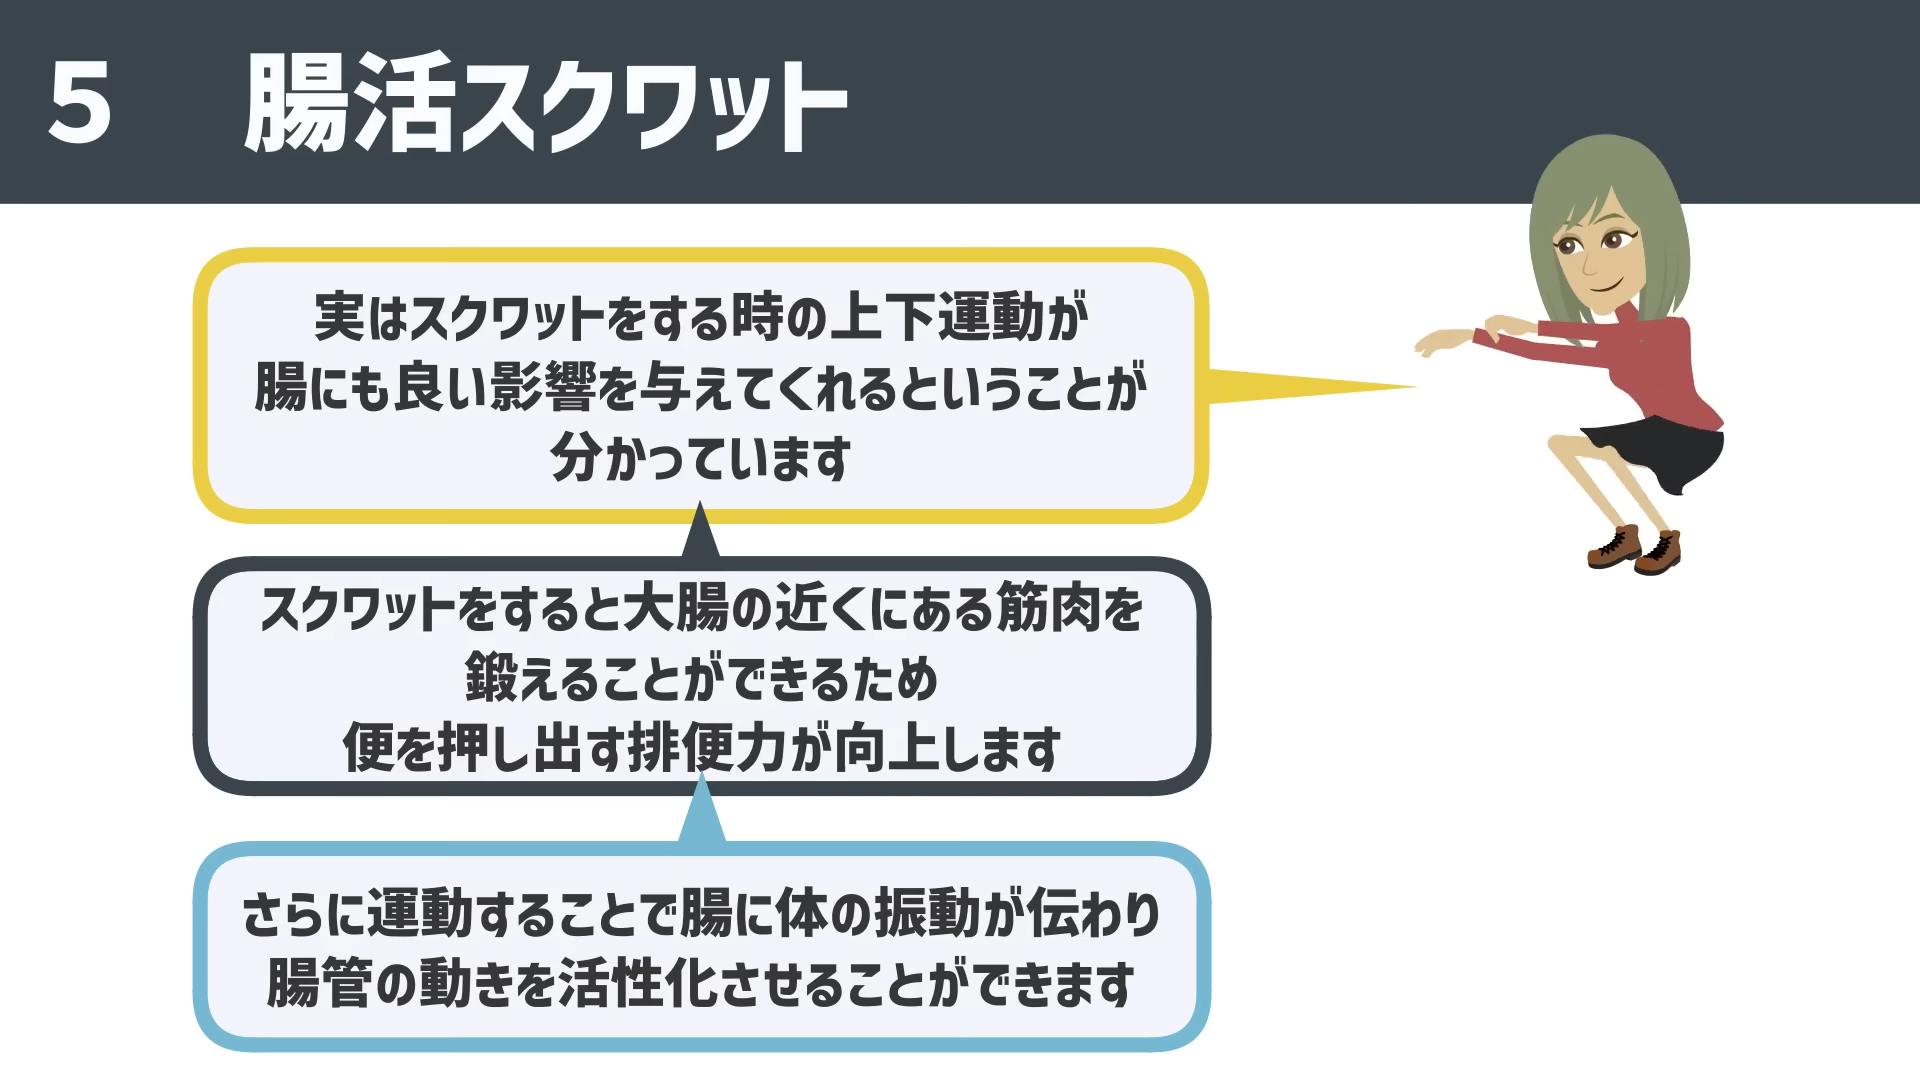 5 腸活スクワット
実はスクワットをする時の上下運動が
腸にも良い影響を与えてくれるということが
分かっています
スクワットをすると大腸の近くにある筋肉を
鍛えることができるため
便を押し出す排便力が向上します
さらに運動することで腸に体の振動が伝わり
腸管の動きを活性化させることができます